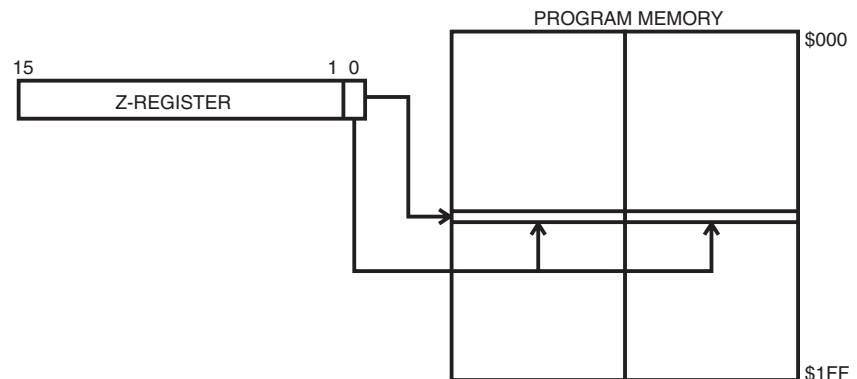 PROGRAM MEMORY
$000
15 1 0
Z-REGISTER
$1FF